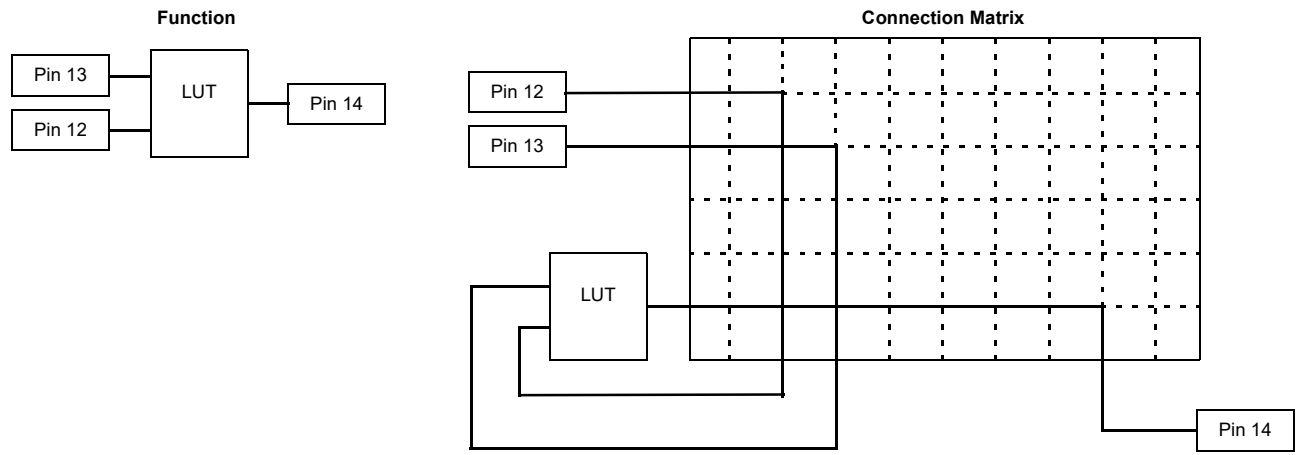 Function
Pin 13
Pin 12
LUT
Pin 14
Connection Matrix
Pin 12
Pin 13
LUT
Pin 14